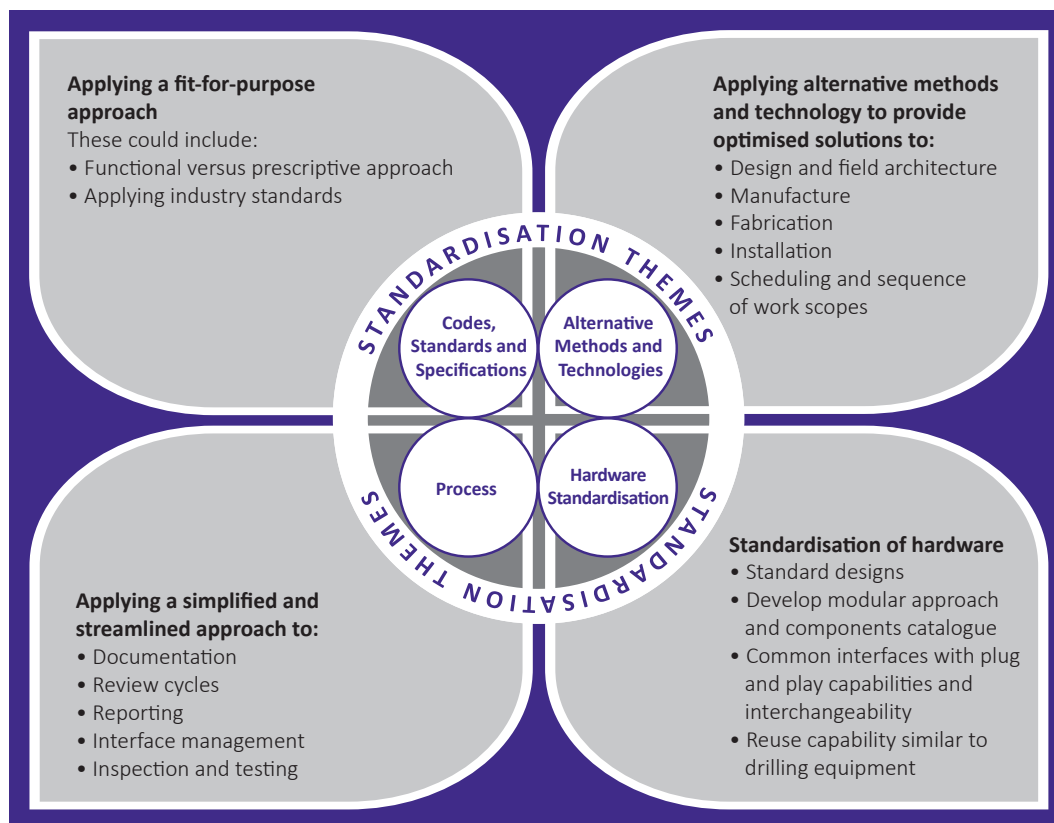 Applying a fit-for-purpose
approach
These could include:
• Functional versus prescriptive approach
• Applying industry standards
Applying alternative methods
and technology to provide
optimised solutions to:
• Design and field architecture
• Manufacture
• Fabrication
• Installation
• Scheduling and sequence
of work scopes
STANDARDISATION THEMES
Codes,
Standards and
Specifications
Alternative
Methods and
Technologies
Process
Hardware
Standardisation
STANDARDISATION THEMES
Applying a simplified and
streamlined approach to:
• Documentation
• Review cycles
• Reporting
• Interface management
• Inspection and testing
Standardisation of hardware
• Standard designs
• Develop modular approach
and components catalogue
• Common interfaces with plug
and play capabilities and
interchangeability
• Reuse capability similar to
drilling equipment